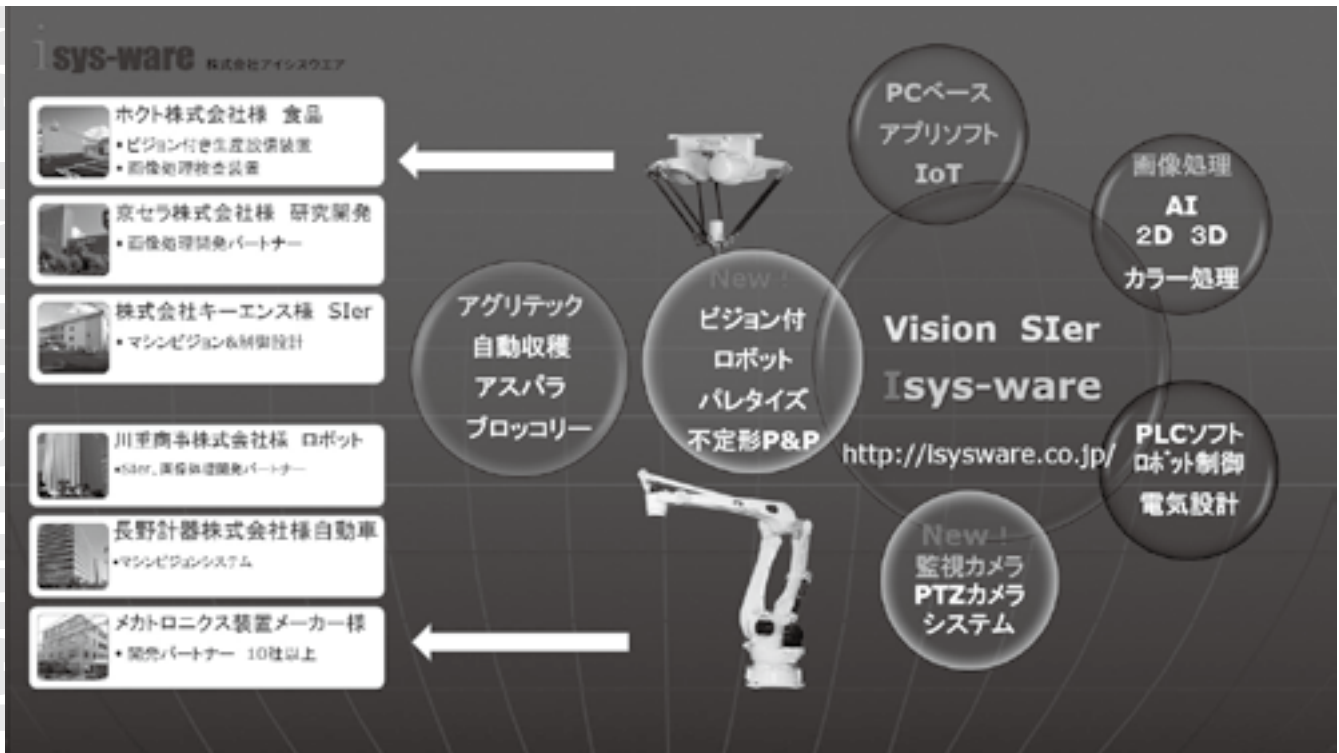 isys-ware 株式会社アイシスウエア
ホクト株式会社様 食品
• ビジョン付き生産設備装置
• 画像処理検査装置
京セラ株式会社様 研究開発
• 画像処理開発パートナー
株式会社キーエンス様 SIer
• マシンビジョン&制御設計
川重商事株式会社様 ロボット
•SIer、画像処理開発パートナー
長野計器株式会社様自動車
•マシンビジョンシステム
メカトロニクス装置メーカー様
• 開発パートナー 10社以上
アグリテック
自動収穫
アスパラ
ブロッコリー
New !
ビジョン付
ロボット
パレタイズ
不定形P&P
PCベース
アプリソフト
IoT
画像処理
AI
2D 3D
カラー処理
Vision SIer
Isys-ware
http://isysware.co.jp/
PLCソフト
ロボット制御
電気設計
New !
監視カメラ
PTZカメラ
システム